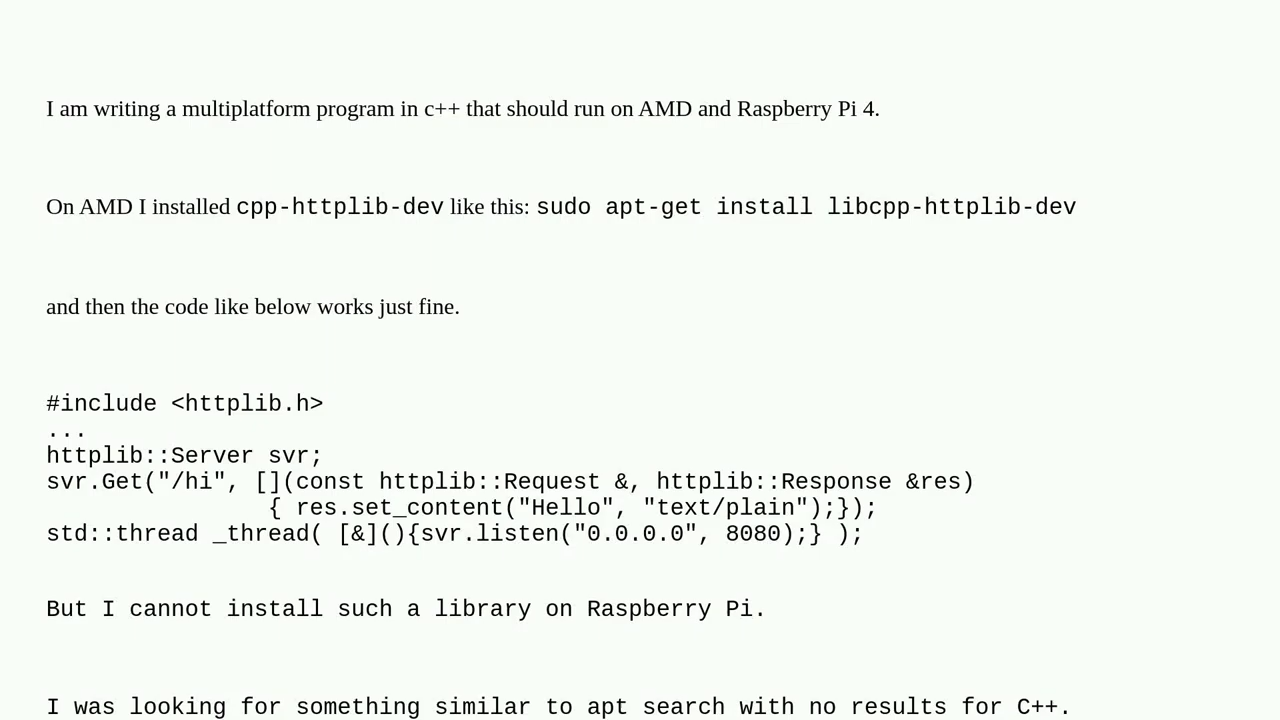 I am writing a multiplatform program in c++ that should run on AMD and Raspberry Pi 4.
On AMD I installed cpp-httplib-dev like this: sudo apt-get install libcpp-httplib-dev
and then the code like below works just fine.
#include <httplib.h>
...
httplib::Server svr;
svr.Get("/hi", [](const httplib::Request &, httplib::Response &res)
                { res.set_content("Hello", "text/plain");});
std::thread _thread( [&](){svr.listen("0.0.0.0", 8080);} );
But I cannot install such a library on Raspberry Pi.
I was looking for something similar to apt search with no results for C++.